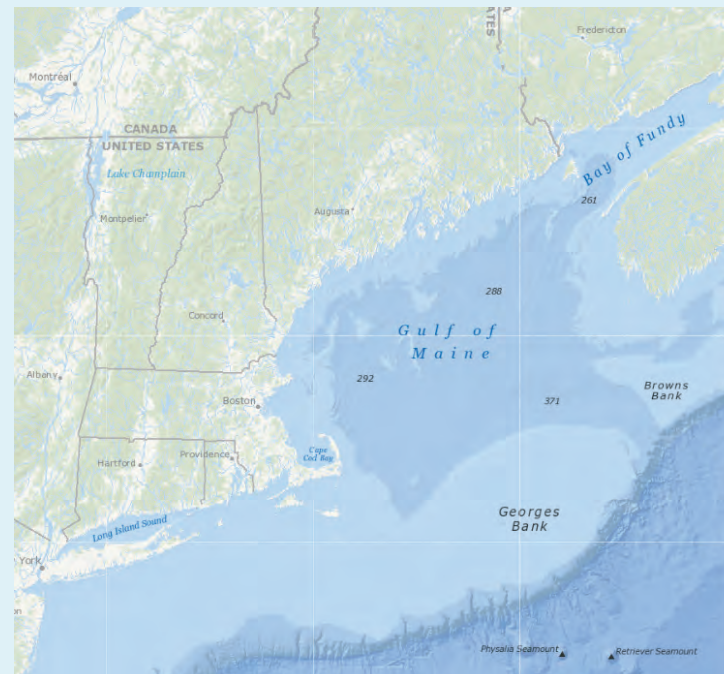 Fredericton
STATES
Montréal
CANADA
UNITED STATES
Bay of Fundy
Lake Champlain
261
Augusta
Montpelier
288
Concord
Gulf of
Maine
292
Albany
Browns
Bank
Boston
371
Cape
Cod Bay
Providence
Hartford
Georges
Bank
Long Island Sound
York
Physalia Seamount
Retriever Seamount